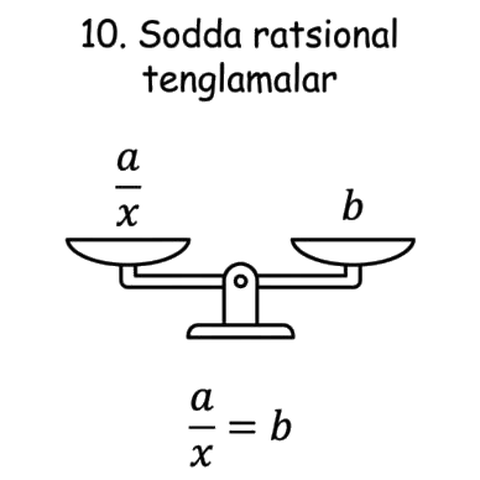 10. Sodda ratsional
tenglamalar
a/x
b
a/x = b